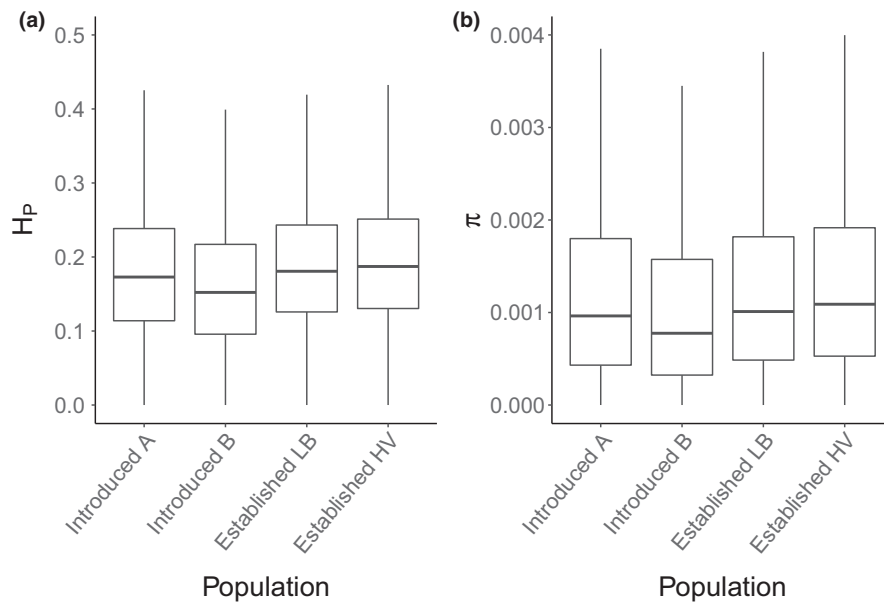 (a)
0.5
0.4
0.3
0.2
0.1
0.0
H_P
Introduced A
Introduced B
Established LB
Established HV
Population
(b)
0.004
0.003
0.002
0.001
0.000
π
Introduced A
Introduced B
Established LB
Established HV
Population